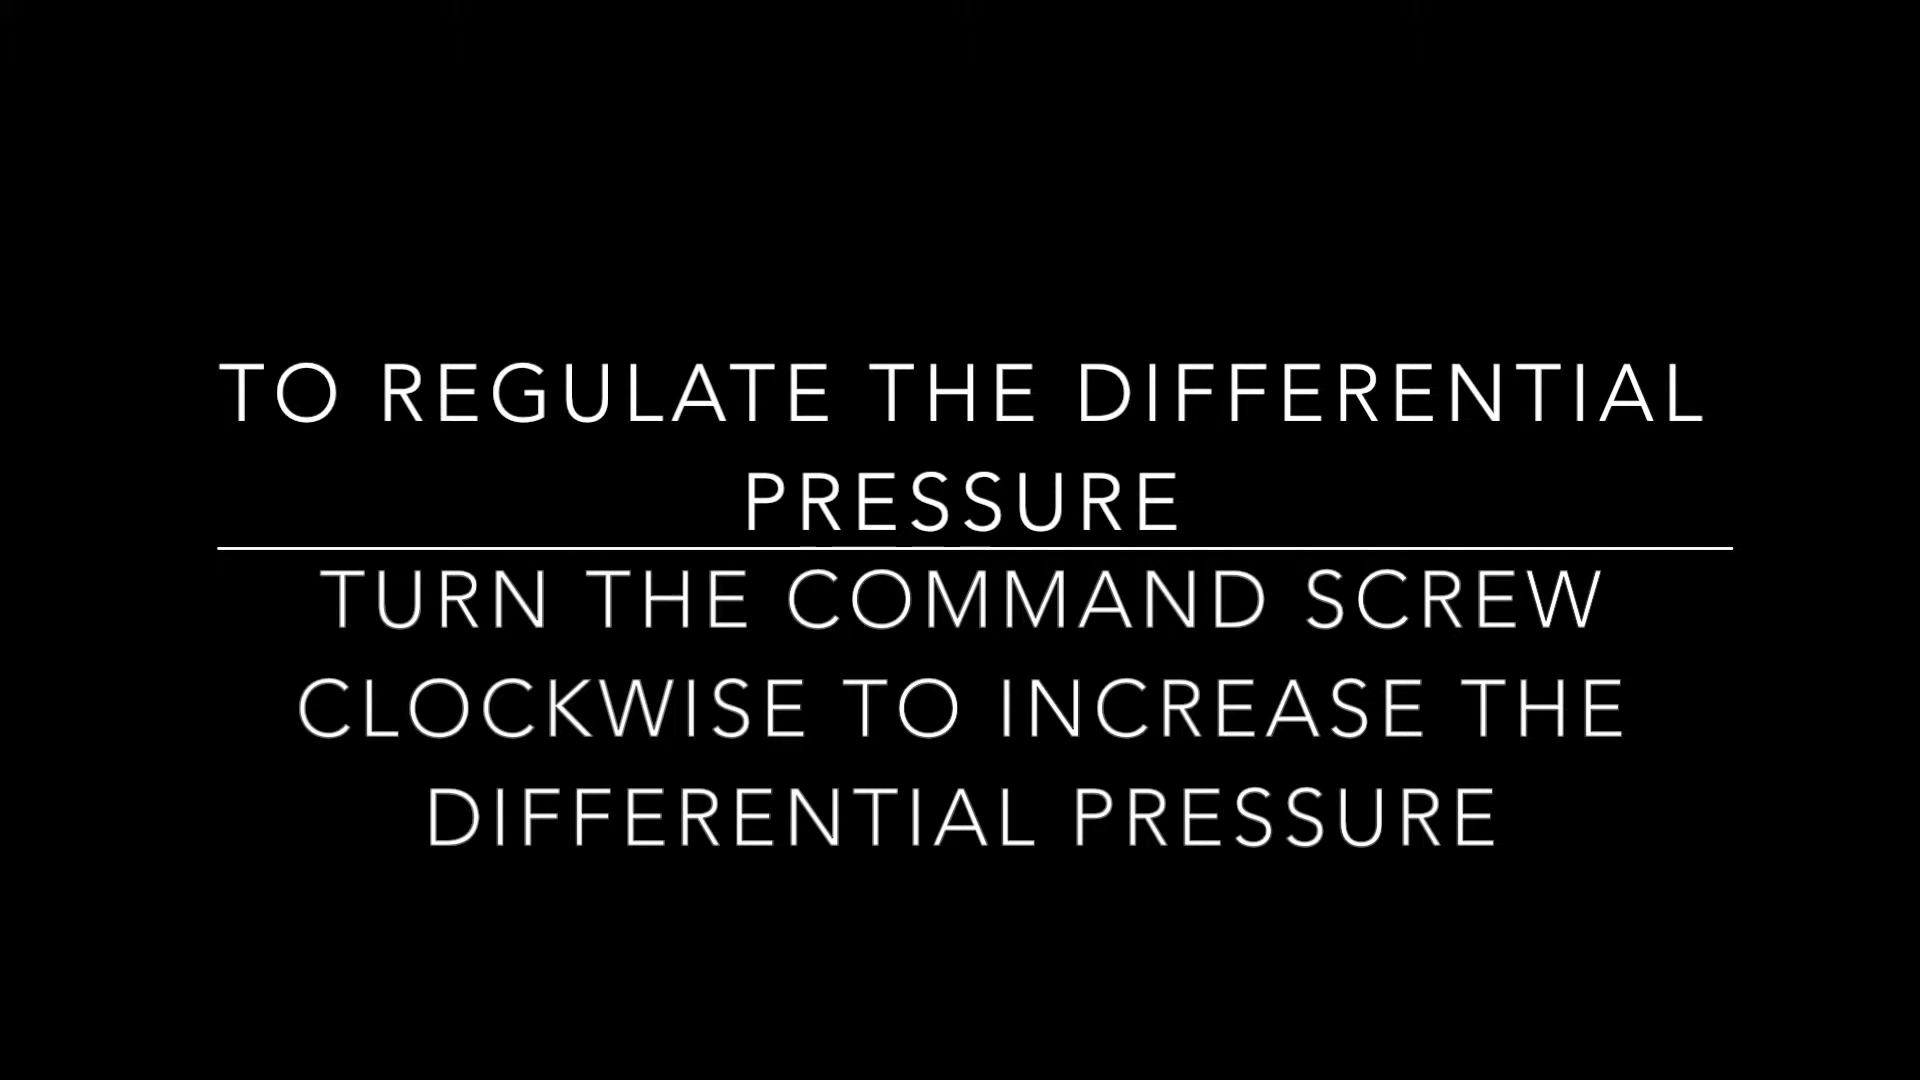 TO REGULATE THE DIFFERENTIAL
PRESSURE
TURN THE COMMAND SCREW
CLOCKWISE TO INCREASE THE
DIFFERENTIAL PRESSURE